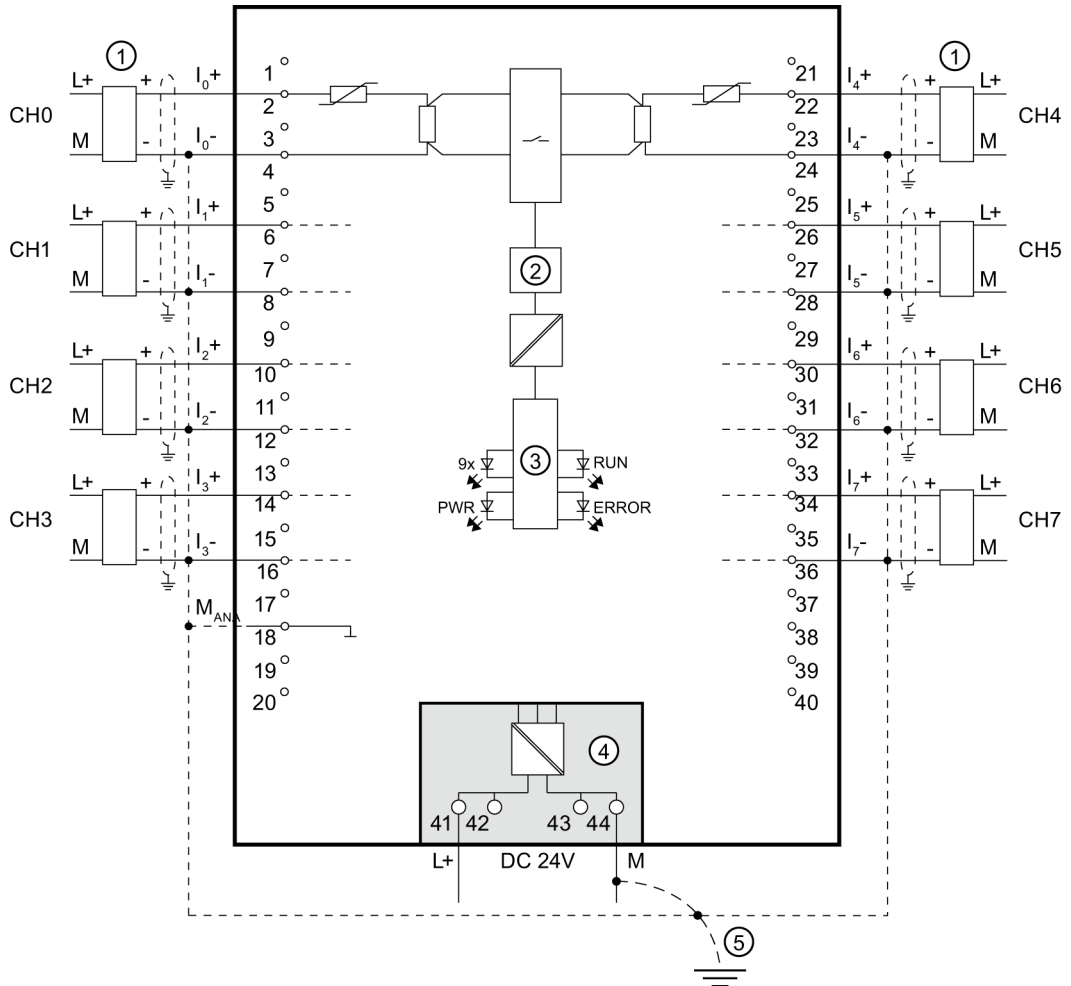 CH0
L+
M
1
+
-
I0+
I0-
CH1
L+
M
+
-
I1+
I1-
CH2
L+
M
+
-
I2+
I2-
CH3
L+
M
+
-
I3+
I3-
MANA
1
2
3
4
5
6
7
8
9
10
11
12
13
14
15
16
17
18
19
20
2
3
9x
RUN
PWR
ERROR
21
22
23
24
25
26
27
28
29
30
31
32
33
34
35
36
37
38
39
40
I4+
I4-
+
-
1
L+
M
CH4
I5+
I5-
+
-
L+
M
CH5
I6+
I6-
+
-
L+
M
CH6
I7+
I7-
+
-
L+
M
CH7
4
41 42 43 44
L+ DC 24V M
5